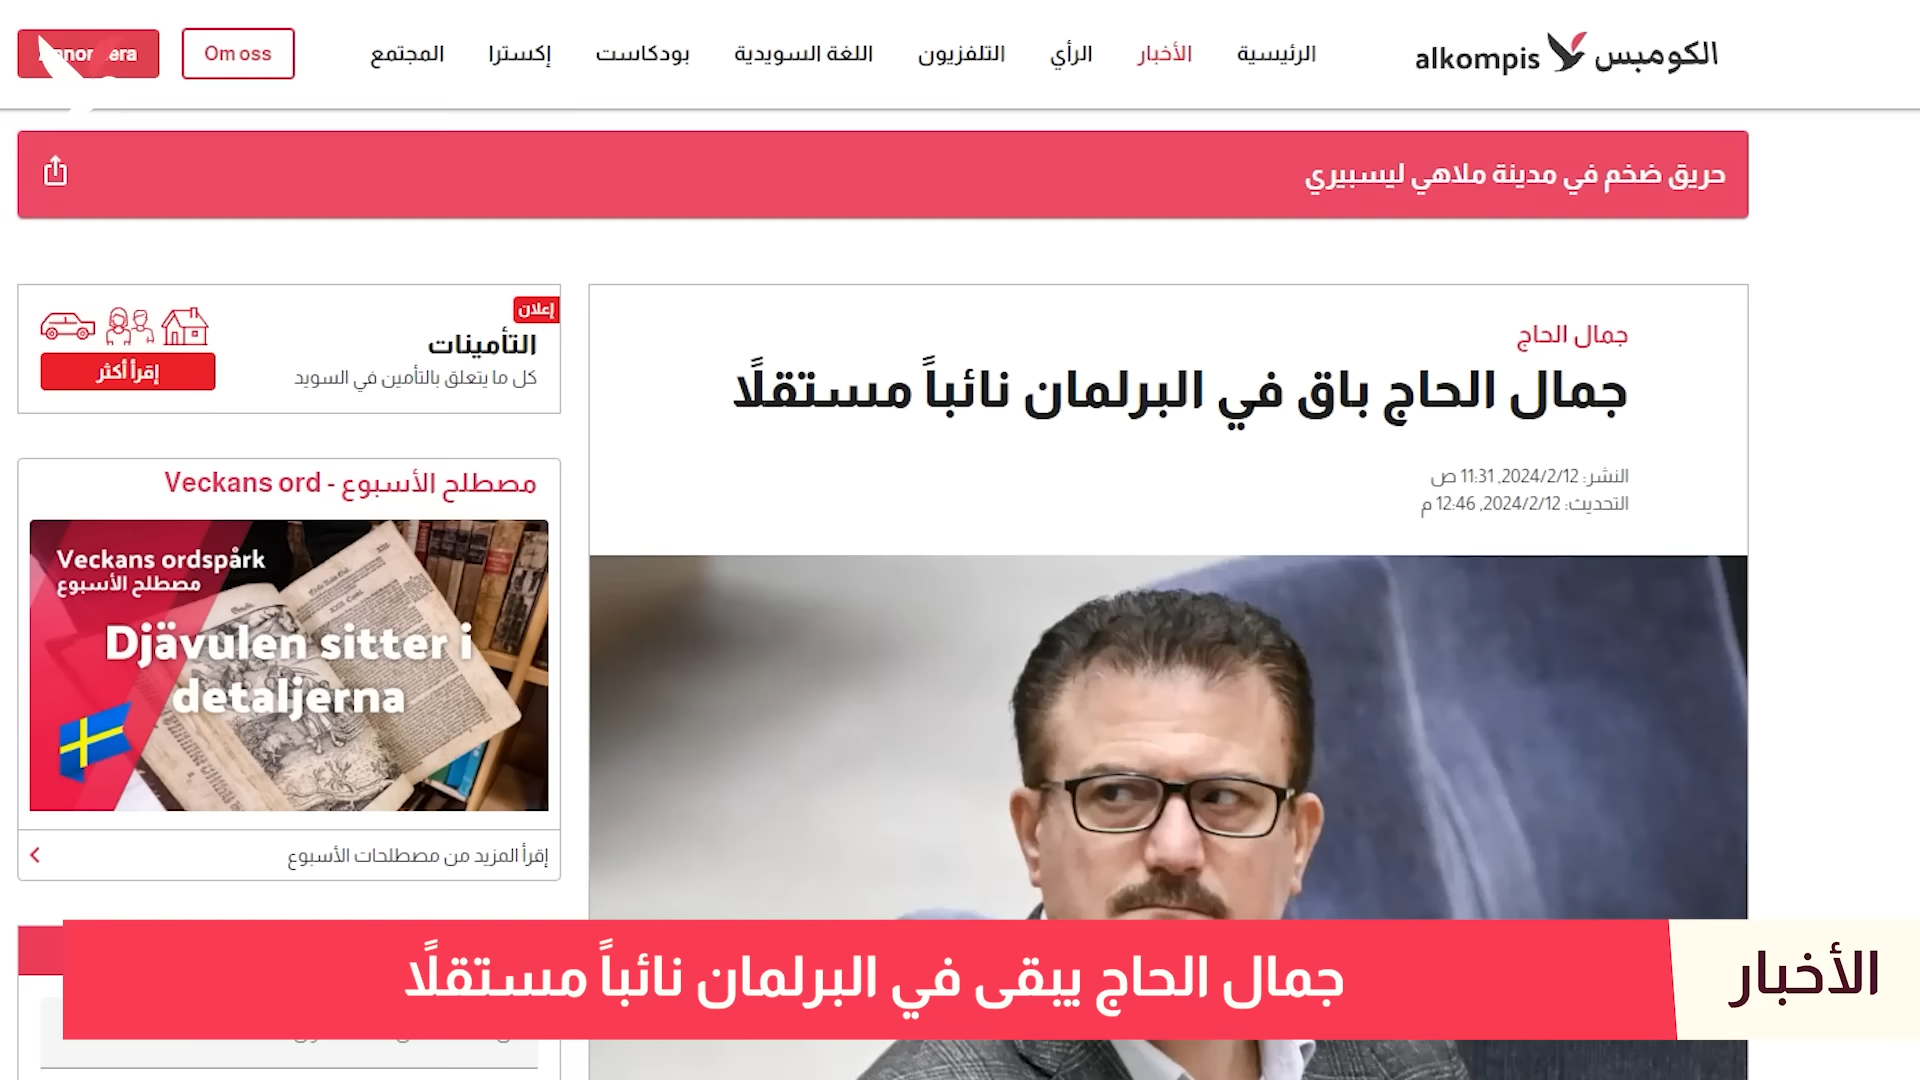 الكومبس alkompis
الرئيسية
الأخبار
الرأي
التلفزيون
اللغة السويدية
بودكاست
إكسترا
المجتمع
Om oss
حريق ضخم في مدينة ملاهي ليسبيري
جمال الحاج
جمال الحاج باق في البرلمان نائباً مستقلًا
النشر: 2024/2/12, 11:31 ص
التحديث: 2024/2/12, 12:46 م
إعلان
التأمينات
كل ما يتعلق بالتأمين في السويد
إقرأ أكثر
مصطلح الأسبوع - Veckans ord
Veckans ordspårk
مصطلح الأسبوع
Djävulen sitter i
detaljerna
إقرأ المزيد من مصطلحات الأسبوع
الأخبار
جمال الحاج يبقى في البرلمان نائباً مستقلًا